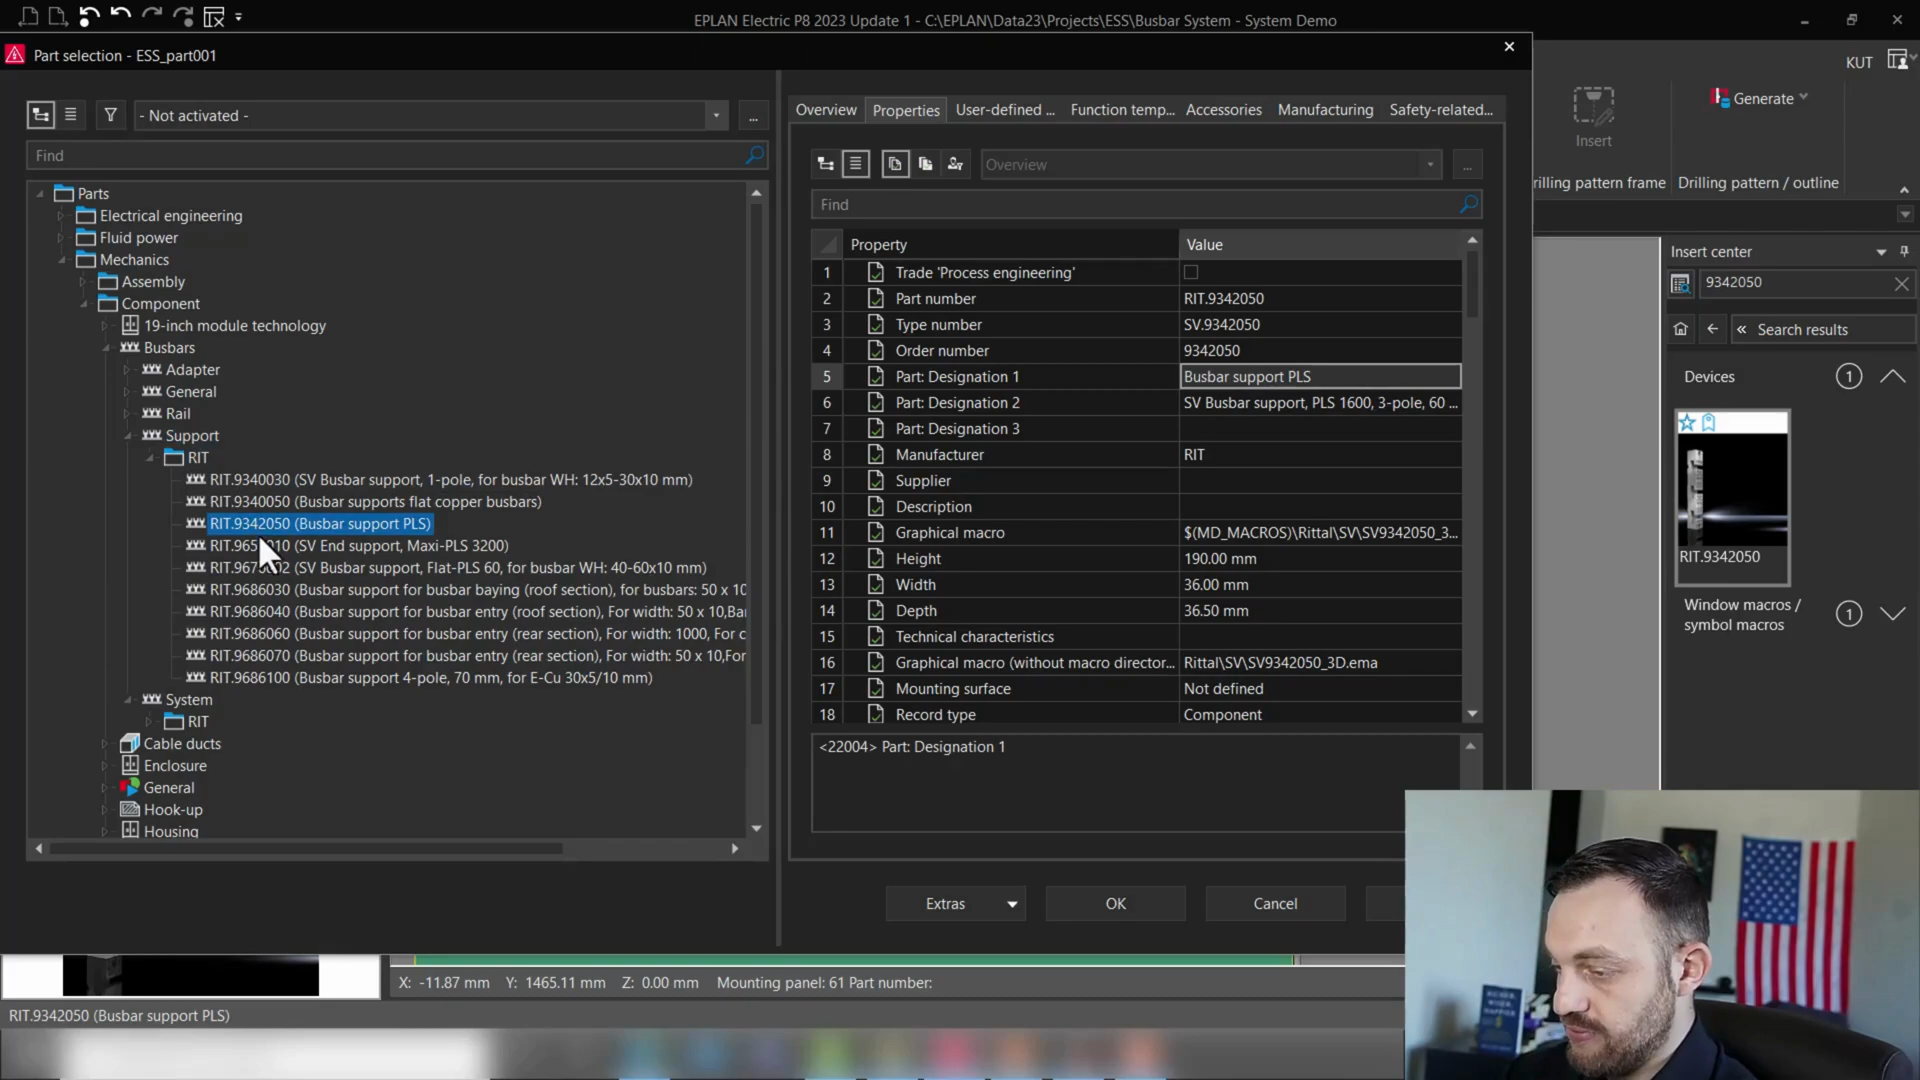 EPLAN Electric P8 2023 Update 1 - C:\EPLAN\Data23\Projects\ESS\Busbar System - System Demo
Part selection - ESS_part001
KUT
- Not activated -
...
Find
Parts
Electrical engineering
Fluid power
Mechanics
Assembly
Component
19-inch module technology
Busbars
Adapter
General
Rail
Support
RIT
RIT.9340030 (SV Busbar support, 1-pole, for busbar WH: 12x5-30x10 mm)
RIT.9340050 (Busbar supports flat copper busbars)
RIT.9342050 (Busbar support PLS)
(SV End support, Maxi-PLS 3200)
(SV Busbar support, Flat-PLS 60, for busbar WH: 40-60x10 mm)
RIT.9686030 (Busbar support for busbar baying (roof section), for busbars: 50 x 10
RIT.9686040 (Busbar support for busbar entry (roof section), For width: 50 x 10,Bar
RIT.9686060 (Busbar support for busbar entry (rear section), For width: 1000, For c
RIT.9686070 (Busbar support for busbar entry (rear section), For width: 50 x 10,For
RIT.9686100 (Busbar support 4-pole, 70 mm, for E-Cu 30x5/10 mm)
System
RIT
Cable ducts
Enclosure
General
Hook-up
Housing
Overview Properties User-defined ... Function temp... Accessories Manufacturing Safety-related...
Overview
...
Find
Property Value
1 Trade 'Process engineering'
2 Part number RIT.9342050
3 Type number SV.9342050
4 Order number 9342050
5 Part: Designation 1 Busbar support PLS
6 Part: Designation 2 SV Busbar support, PLS 1600, 3-pole, 60 ...
7 Part: Designation 3
8 Manufacturer RIT
9 Supplier
10 Description
11 Graphical macro $(MD_MACROS)\Rittal\SV\SV9342050_3...
12 Height 190.00 mm
13 Width 36.00 mm
14 Depth 36.50 mm
15 Technical characteristics
16 Graphical macro (without macro director... Rittal\SV\SV9342050_3D.ema
17 Mounting surface Not defined
18 Record type Component
<22004> Part: Designation 1
Extras OK Cancel
Insert
Generate
rilling pattern frame Drilling pattern / outline
Insert center
9342050
« Search results
Devices 1
RIT.9342050
Window macros /
symbol macros
1
X: -11.87 mm Y: 1465.11 mm Z: 0.00 mm Mounting panel: 61 Part number:
RIT.9342050 (Busbar support PLS)